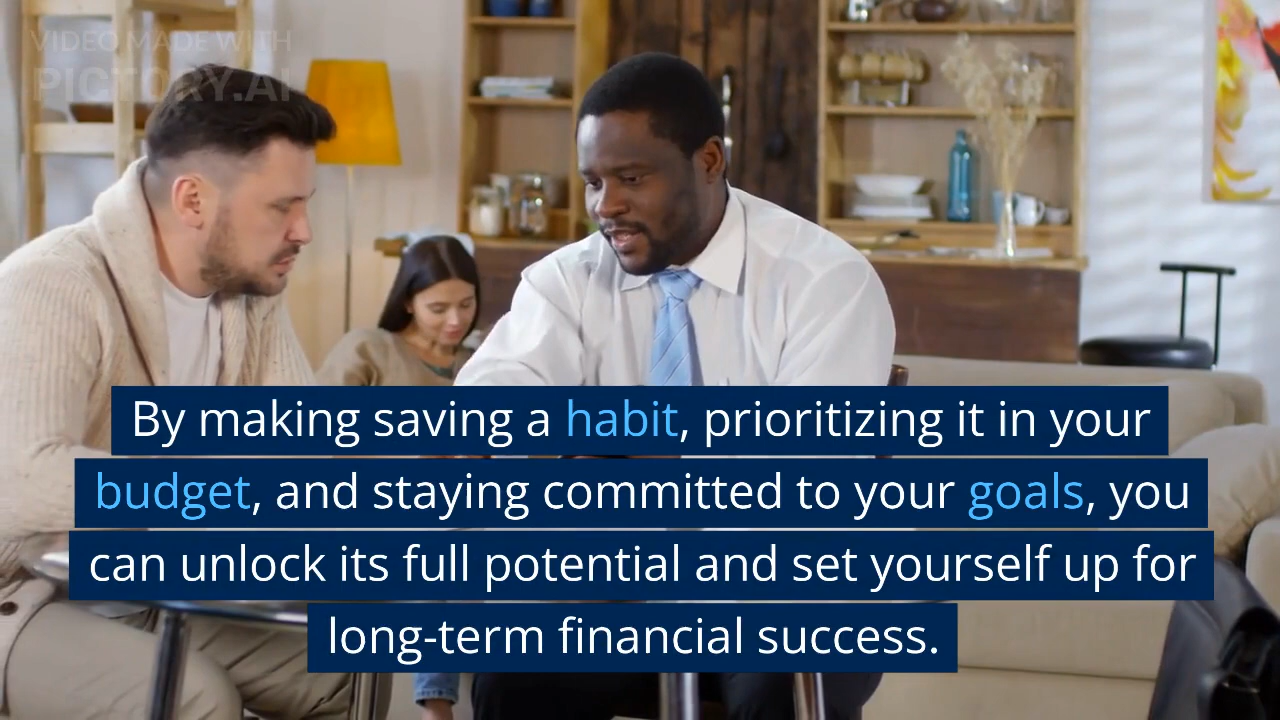 VIDEO MADE WITH
PICTORY.AI
By making saving a habit, prioritizing it in your
budget, and staying committed to your goals, you
can unlock its full potential and set yourself up for
long-term financial success.